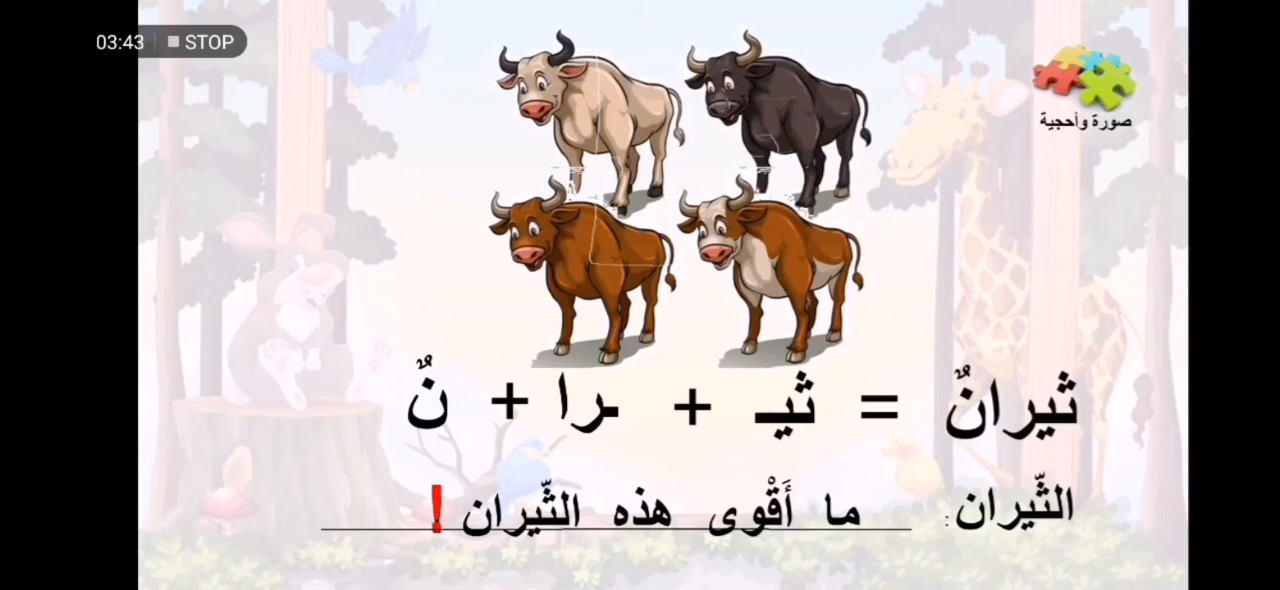 03:43 STOP
صورة وأحجية
ثيرانٌ = ثيـ + ـرا + نٌ
الثّيران: ما أَقْوى هذه الثّيران!